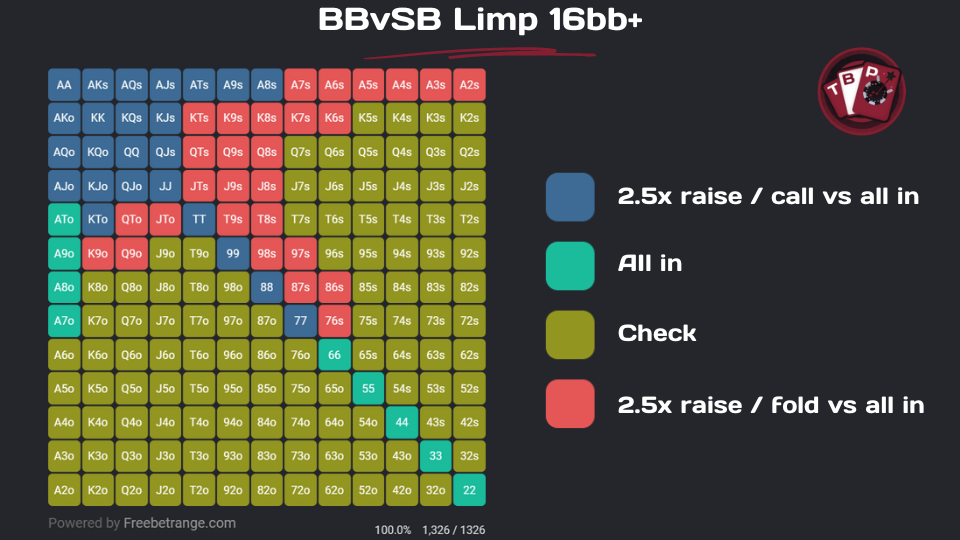 BBvSB Limp 16bb+
T B P
AA AKs AQs AJs ATs A9s A8s A7s A6s A5s A4s A3s A2s
AKo KK KQs KJs KTs K9s K8s K7s K6s K5s K4s K3s K2s
AQo KQo QQ QJs QTs Q9s Q8s Q7s Q6s Q5s Q4s Q3s Q2s
AJo KJo QJo JJ JTs J9s J8s J7s J6s J5s J4s J3s J2s
ATo KTo QTo JTo TT T9s T8s T7s T6s T5s T4s T3s T2s
A9o K9o Q9o J9o T9o 99 98s 97s 96s 95s 94s 93s 92s
A8o K8o Q8o J8o T8o 98o 88 87s 86s 85s 84s 83s 82s
A7o K7o Q7o J7o T7o 97o 87o 77 76s 75s 74s 73s 72s
A6o K6o Q6o J6o T6o 96o 86o 76o 66 65s 64s 63s 62s
A5o K5o Q5o J5o T5o 95o 85o 75o 65o 55 54s 53s 52s
A4o K4o Q4o J4o T4o 94o 84o 74o 64o 54o 44 43s 42s
A3o K3o Q3o J3o T3o 93o 83o 73o 63o 53o 43o 33 32s
A2o K2o Q2o J2o T2o 92o 82o 72o 62o 52o 42o 32o 22
2.5x raise / call vs all in
All in
Check
2.5x raise / fold vs all in
Powered by Freebetrange.com
100.0% 1,326 / 1326